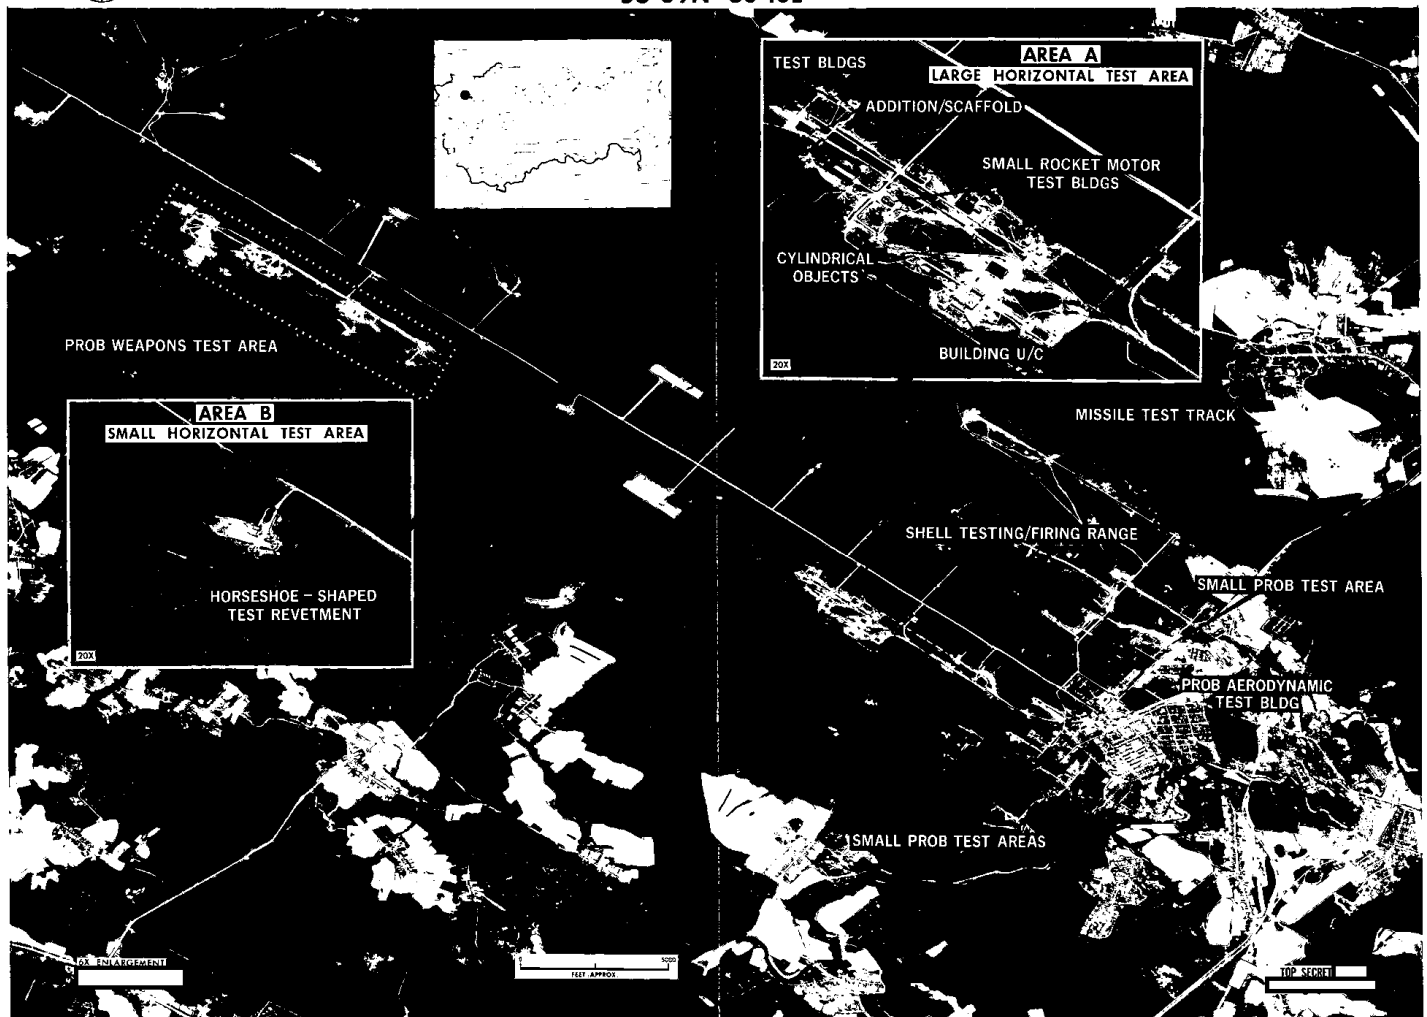 AREA A
LARGE HORIZONTAL TEST AREA
TEST BLDGS
ADDITION/SCAFFOLD
SMALL ROCKET MOTOR
TEST BLDGS
CYLINDRICAL
OBJECTS
BUILDING U/C
20X
PROB WEAPONS TEST AREA
AREA B
SMALL HORIZONTAL TEST AREA
HORSESHOE - SHAPED
TEST REVETMENT
20X
MISSILE TEST TRACK
SHELL TESTING/FIRING RANGE
SMALL PROB TEST AREA
PROB AERODYNAMIC
TEST BLDG
SMALL PROB TEST AREAS
6X ENLARGEMENT
0 5000
FEET APPROX.
TOP SECRET